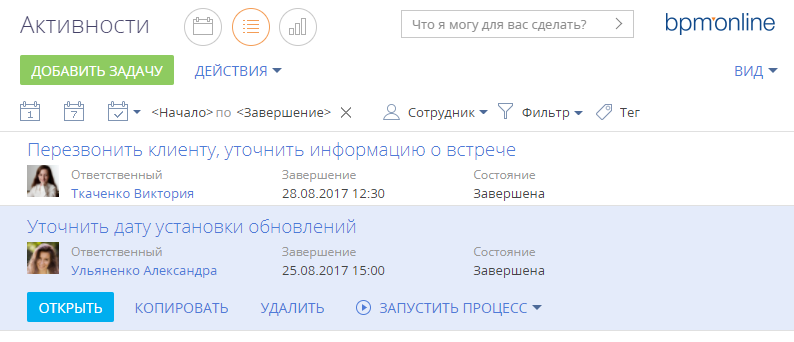 Активности
Что я могу для вас сделать?
bpmonline
ДОБАВИТЬ ЗАДАЧУ
ДЕЙСТВИЯ
ВИД
1 7 <Начало> по <Завершение> Сотрудник Фильтр Тег
Перезвонить клиенту, уточнить информацию о встрече
Ответственный Завершение Состояние
Ткаченко Виктория 28.08.2017 12:30 Завершена
Уточнить дату установки обновлений
Ответственный Завершение Состояние
Ульяненко Александра 25.08.2017 15:00 Завершена
ОТКРЫТЬ КОПИРОВАТЬ УДАЛИТЬ ЗАПУСТИТЬ ПРОЦЕСС